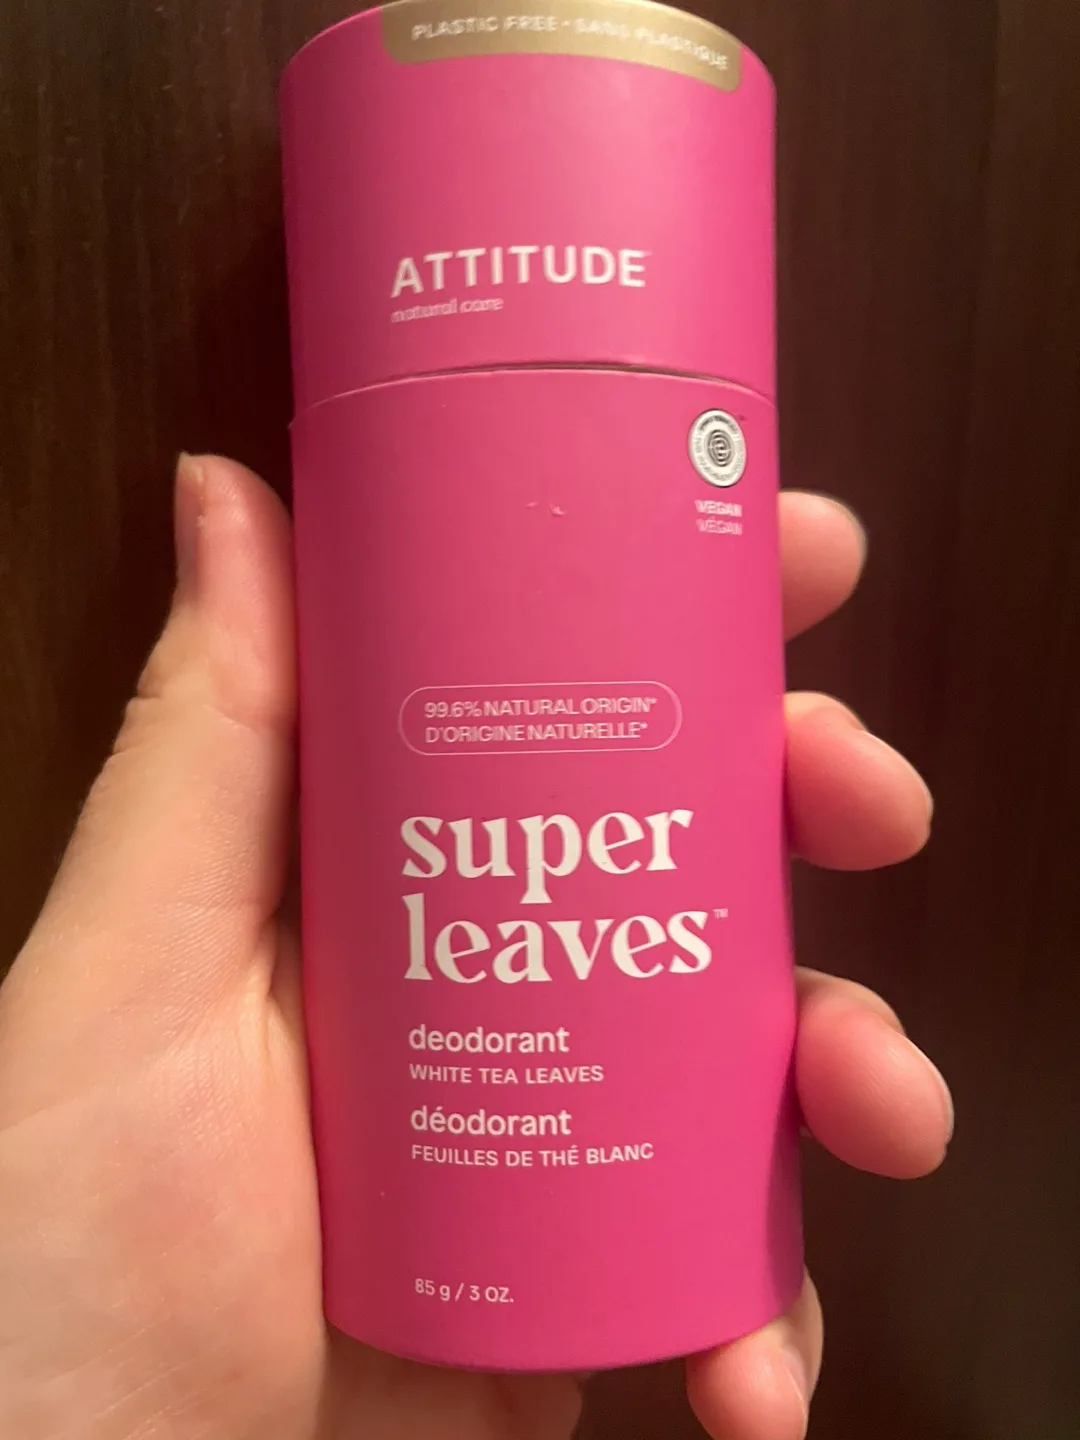 PLASTIC FREE • SANS PLASTIQUE
ATTITUDE
natural care
VEGAN
VÉGAN
99.6% NATURAL ORIGIN*
D'ORIGINE NATURELLE*
super
leaves™
deodorant
WHITE TEA LEAVES
déodorant
FEUILLES DE THÉ BLANC
85 g / 3 OZ.